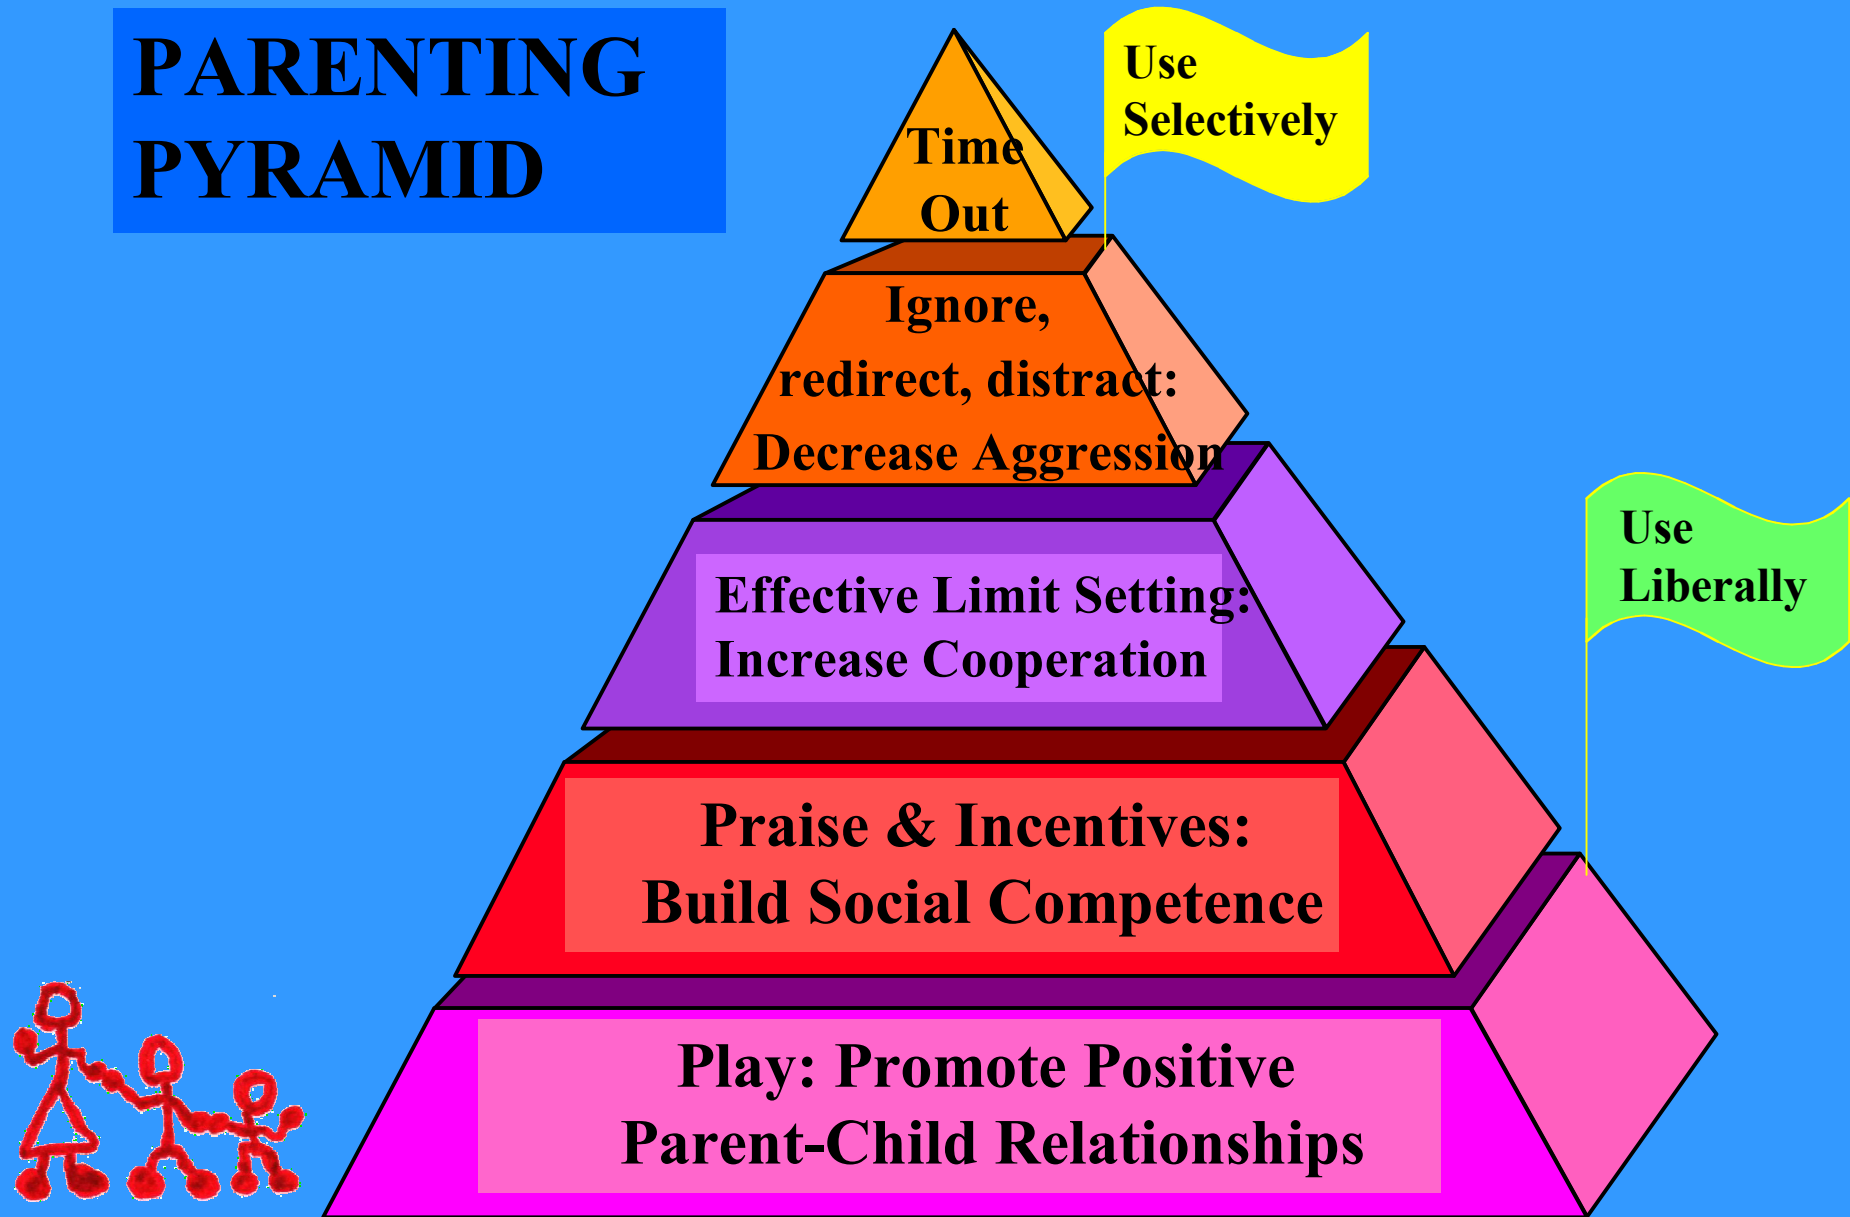 PARENTING
PYRAMID
Use
Selectively
Time
Out
Ignore,
redirect, distract:
Decrease Aggression
Use
Liberally
Effective Limit Setting:
Increase Cooperation
Praise & Incentives:
Build Social Competence
Play: Promote Positive
Parent-Child Relationships